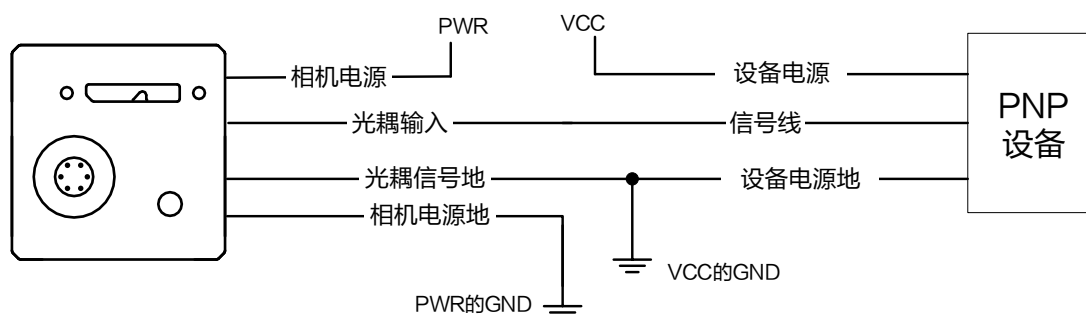 PWR
VCC
相机电源
设备电源
光耦输入
信号线
PNP
设备
光耦信号地
设备电源地
相机电源地
VCC的GND
PWR的GND